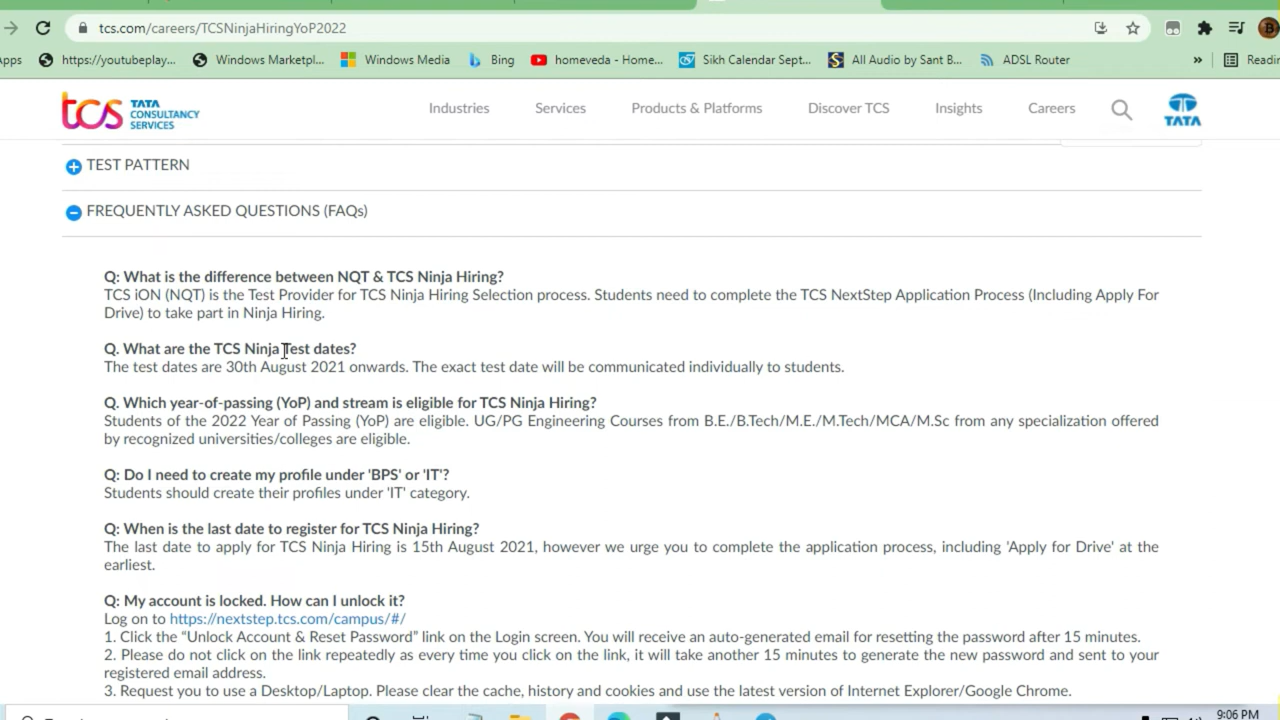 tcs.com/careers/TCSNinjaHiringYoP2022
Apps https://youtubeplay... Windows Marketpl... Windows Media Bing homeveda - Home... Sikh Calendar Sept... All Audio by Sant B... ADSL Router »
tcs TATA CONSULTANCY SERVICES Industries Services Products & Platforms Discover TCS Insights Careers TATA
TEST PATTERN
FREQUENTLY ASKED QUESTIONS (FAQs)
Q: What is the difference between NQT & TCS Ninja Hiring?
TCS iON (NQT) is the Test Provider for TCS Ninja Hiring Selection process. Students need to complete the TCS NextStep Application Process (Including Apply For
Drive) to take part in Ninja Hiring.
Q. What are the TCS Ninja Test dates?
The test dates are 30th August 2021 onwards. The exact test date will be communicated individually to students.
Q. Which year-of-passing (YoP) and stream is eligible for TCS Ninja Hiring?
Students of the 2022 Year of Passing (YoP) are eligible. UG/PG Engineering Courses from B.E./B.Tech/M.E./M.Tech/MCA/M.Sc from any specialization offered
by recognized universities/colleges are eligible.
Q: Do I need to create my profile under 'BPS' or 'IT'?
Students should create their profiles under 'IT' category.
Q: When is the last date to register for TCS Ninja Hiring?
The last date to apply for TCS Ninja Hiring is 15th August 2021, however we urge you to complete the application process, including 'Apply for Drive' at the
earliest.
Q: My account is locked. How can I unlock it?
Log on to https://nextstep.tcs.com/campus/#/
1. Click the “Unlock Account & Reset Password” link on the Login screen. You will receive an auto-generated email for resetting the password after 15 minutes.
2. Please do not click on the link repeatedly as every time you click on the link, it will take another 15 minutes to generate the new password and sent to your
registered email address.
3. Request you to use a Desktop/Laptop. Please clear the cache, history and cookies and use the latest version of Internet Explorer/Google Chrome.
9:06 PM